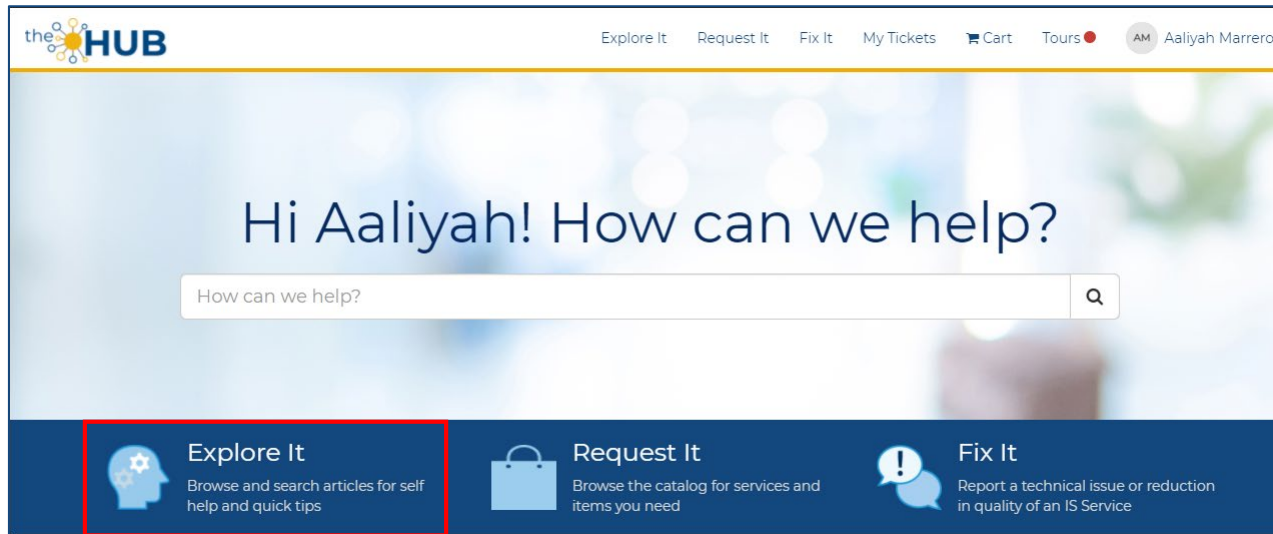 the HUB
Explore It Request It Fix It My Tickets Cart Tours AM Aaliyah Marrero
Hi Aaliyah! How can we help?
How can we help?
Explore It
Browse and search articles for self
help and quick tips
Request It
Browse the catalog for services and
items you need
!
Fix It
Report a technical issue or reduction
in quality of an IS Service